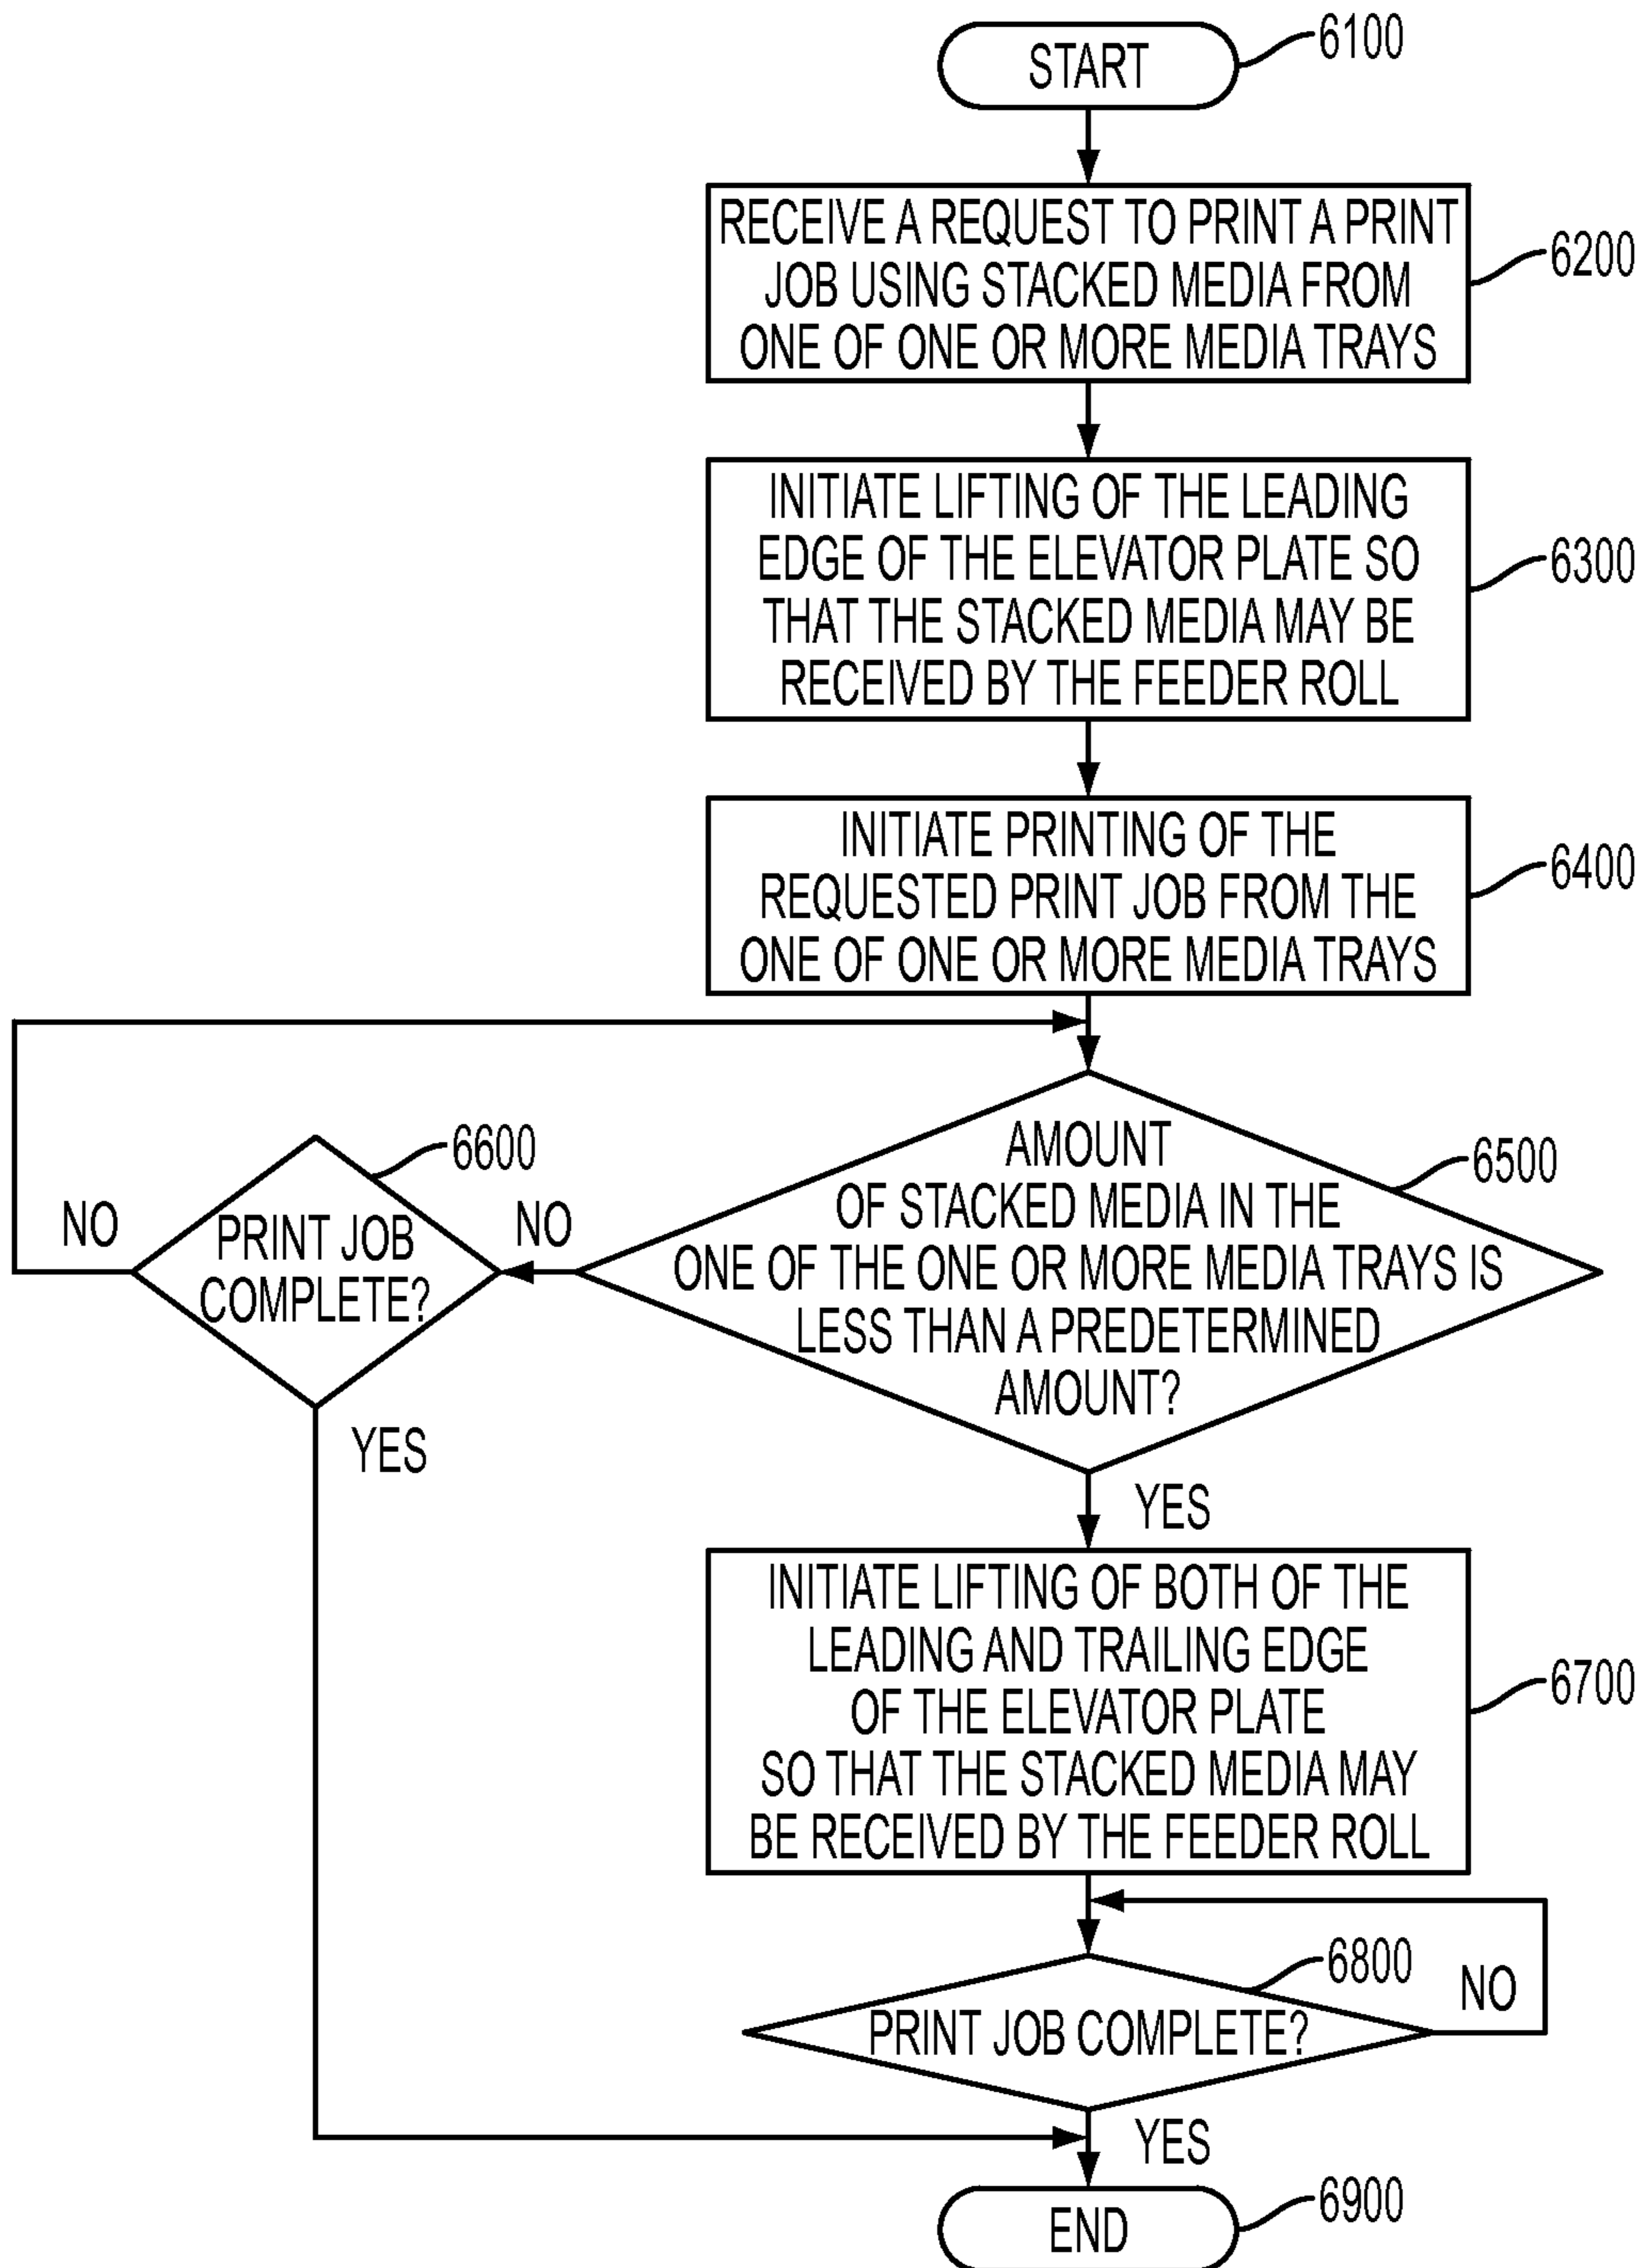 START
6100
RECEIVE A REQUEST TO PRINT A PRINT
JOB USING STACKED MEDIA FROM
ONE OF ONE OR MORE MEDIA TRAYS
6200
INITIATE LIFTING OF THE LEADING
EDGE OF THE ELEVATOR PLATE SO
THAT THE STACKED MEDIA MAY BE
RECEIVED BY THE FEEDER ROLL
6300
INITIATE PRINTING OF THE
REQUESTED PRINT JOB FROM THE
ONE OF ONE OR MORE MEDIA TRAYS
6400
AMOUNT
OF STACKED MEDIA IN THE
ONE OF THE ONE OR MORE MEDIA TRAYS IS
LESS THAN A PREDETERMINED
AMOUNT?
6500
NO
PRINT JOB
COMPLETE?
6600
NO
YES
YES
INITIATE LIFTING OF BOTH OF THE
LEADING AND TRAILING EDGE
OF THE ELEVATOR PLATE
SO THAT THE STACKED MEDIA MAY
BE RECEIVED BY THE FEEDER ROLL
6700
PRINT JOB COMPLETE?
6800
NO
YES
END
6900